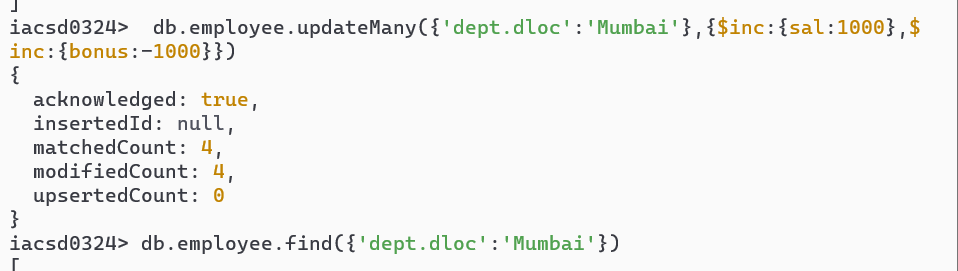 ]
iacsd0324>  db.employee.updateMany({'dept.dloc':'Mumbai'},{$inc:{sal:1000},$
inc:{bonus:-1000}})
{
  acknowledged: true,
  insertedId: null,
  matchedCount: 4,
  modifiedCount: 4,
  upsertedCount: 0
}
iacsd0324> db.employee.find({'dept.dloc':'Mumbai'})
[